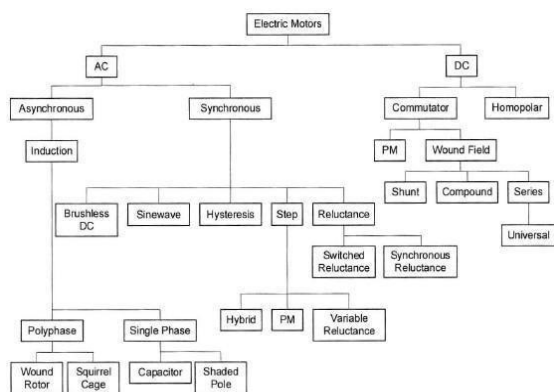 Electric Motors
AC
DC
Asynchronous
Synchronous
Commutator
Homopolar
Induction
PM
Wound Field
Shunt
Compound
Series
Brushless
DC
Sinewave
Hysteresis
Step
Reluctance
Universal
Switched
Reluctance
Synchronous
Reluctance
Hybrid
PM
Variable
Reluctance
Polyphase
Single Phase
Wound
Rotor
Squirrel
Cage
Capacitor
Shaded
Pole